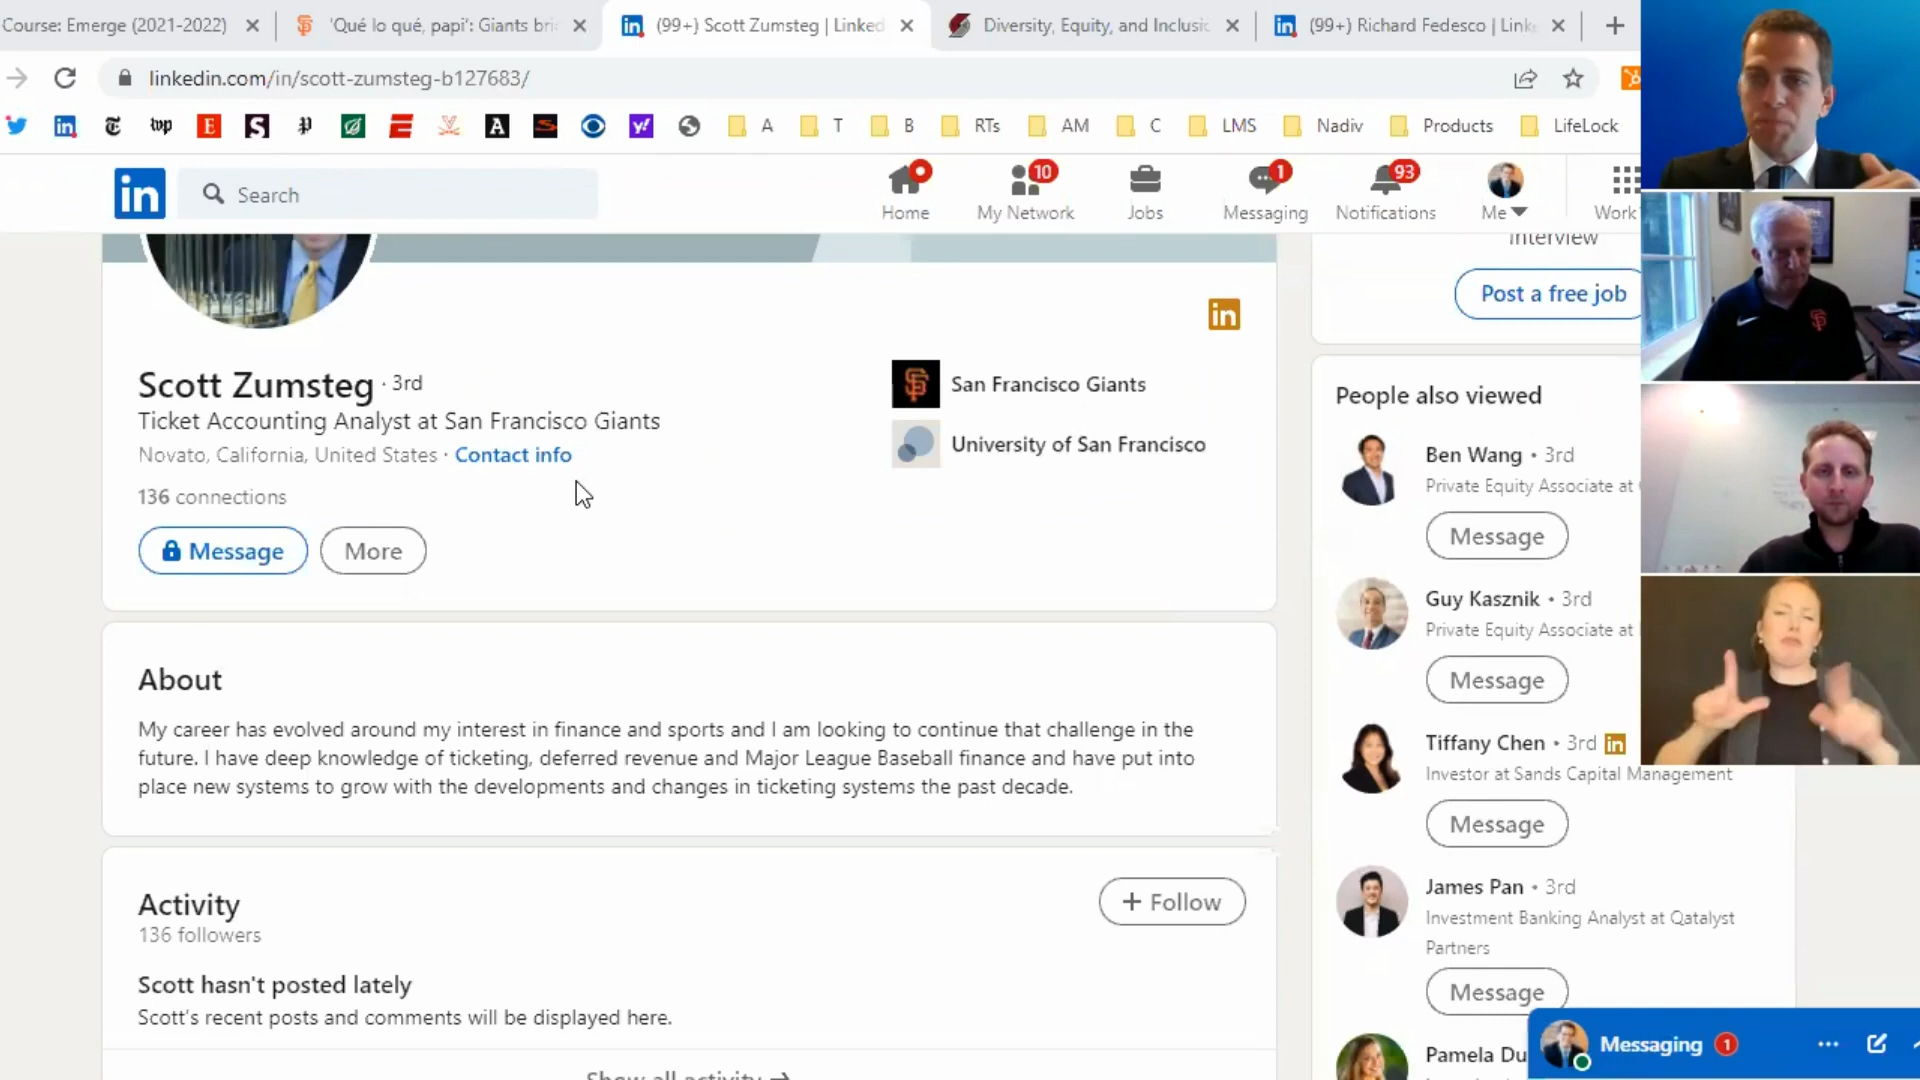 Course: Emerge (2021-2022)
'Qué lo qué, papi': Giants bri
(99+) Scott Zumsteg | Linked
Diversity, Equity, and Inclusi
(99+) Richard Fedesco | Link
linkedin.com/in/scott-zumsteg-b127683/
A
T
B
RTs
AM
C
LMS
Nadiv
Products
LifeLock
in
Search
Home
10
My Network
Jobs
1
Messaging
93
Notifications
Me
Work
Interview
Post a free job
Scott Zumsteg · 3rd
Ticket Accounting Analyst at San Francisco Giants
Novato, California, United States · Contact info
136 connections
Message
More
San Francisco Giants
University of San Francisco
About
My career has evolved around my interest in finance and sports and I am looking to continue that challenge in the
future. I have deep knowledge of ticketing, deferred revenue and Major League Baseball finance and have put into
place new systems to grow with the developments and changes in ticketing systems the past decade.
Activity
136 followers
+ Follow
Scott hasn't posted lately
Scott's recent posts and comments will be displayed here.
Show all activity →
People also viewed
Ben Wang • 3rd
Private Equity Associate at
Message
Guy Kasznik • 3rd
Private Equity Associate at
Message
Tiffany Chen • 3rd
Investor at Sands Capital Management
Message
James Pan • 3rd
Investment Banking Analyst at Qatalyst
Partners
Message
Pamela Du
Messaging 1